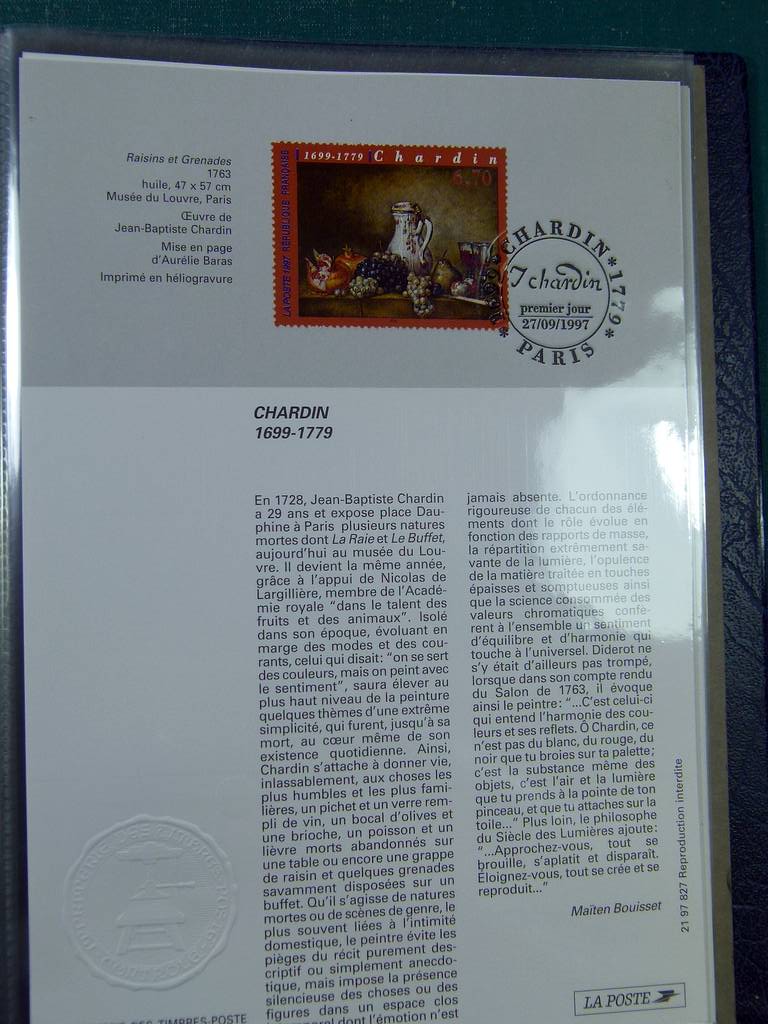 Raisins et Grenades
1763
huile, 47 x 57 cm
Musée du Louvre, Paris
Œuvre de
Jean-Baptiste Chardin
Mise en page
d'Aurélie Baras
Imprimé en héliogravure
1699-1779 Chardin
6,70
LA POSTE 1997 RÉPUBLIQUE FRANÇAISE
CHARDIN * 1779 *
J chardin
premier jour
27/09/1997
PARIS
CHARDIN
1699-1779
En 1728, Jean-Baptiste Chardin
a 29 ans et expose place Dau-
phine à Paris plusieurs natures
mortes dont La Raie et Le Buffet,
aujourd'hui au musée du Lou-
vre. Il devient la même année,
grâce à l'appui de Nicolas de
Largillière, membre de l'Acadé-
mie royale "dans le talent des
fruits et des animaux". Isolé
dans son époque, évoluant en
marge des modes et des cou-
rants, celui qui disait: "on se sert
des couleurs, mais on peint avec
le sentiment", saura élever au
plus haut niveau de la peinture
quelques thèmes d'une extrême
simplicité, qui furent, jusqu'à sa
mort, au cœur même de son
existence quotidienne. Ainsi,
Chardin s'attache à donner vie,
inlassablement, aux choses les
plus humbles et les plus fami-
lières, un pichet et un verre rem-
pli de vin, un bocal d'olives et
une brioche, un poisson et un
lièvre morts abandonnés sur
une table ou encore une grappe
de raisin et quelques grenades
savamment disposées sur un
buffet. Qu'il s'agisse de natures
mortes ou de scènes de genre, le
plus souvent liées à l'intimité
domestique, le peintre évite les
pièges du récit purement des-
criptif ou simplement anecdo-
tique, mais impose la présence
silencieuse des choses ou des
figures dans un espace clos
dont l'émotion n'est
jamais absente. L'ordonnance
rigoureuse de chacun des élé-
ments dont le rôle évolue en
fonction des rapports de masse,
la répartition extrêmement sa-
vante de la lumière, l'opulence
de la matière traitée en touches
épaisses et somptueuses ainsi
que la science consommée des
valeurs chromatiques confè-
rent à l'ensemble un sentiment
d'équilibre et d'harmonie qui
touche à l'universel. Diderot ne
s'y était d'ailleurs pas trompé,
lorsque dans son compte rendu
du Salon de 1763, il évoque
ainsi le peintre: "...C'est celui-ci
qui entend l'harmonie des cou-
leurs et ses reflets. Ô Chardin, ce
n'est pas du blanc, du rouge, du
noir que tu broies sur ta palette;
c'est la substance même des
objets, c'est l'air et la lumière
que tu prends à la pointe de ton
pinceau, et que tu attaches sur la
toile..." Plus loin, le philosophe
du Siècle des Lumières ajoute:
"...Approchez-vous, tout se
brouille, s'aplatit et disparaît.
Éloignez-vous, tout se crée et se
reproduit..."
Maïten Bouisset
21 97 827 Reproduction interdite
LA POSTE
TIMBRES-POSTE